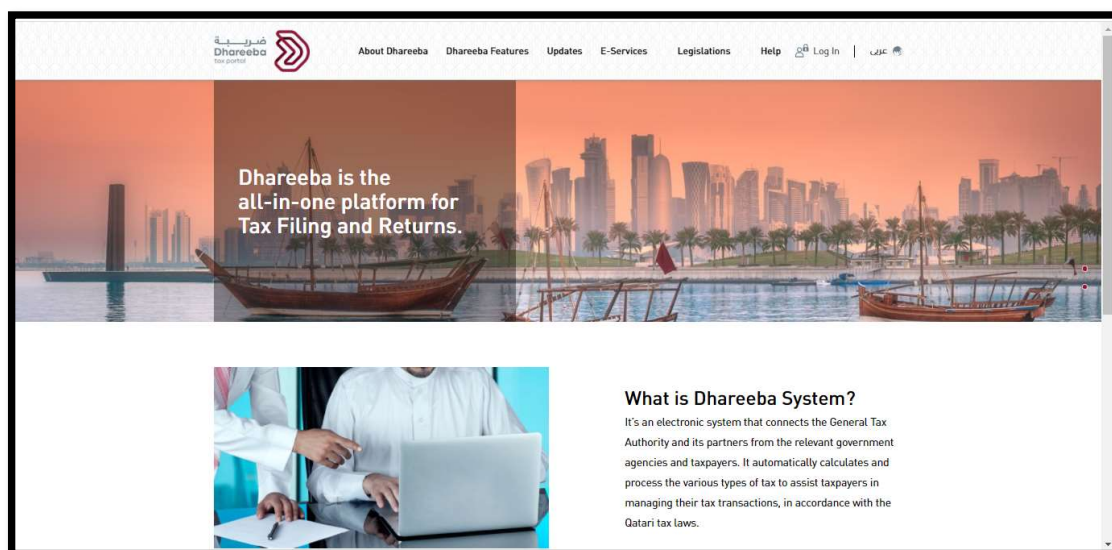 ضريبة
Dhareeba
tax portal
About Dhareeba Dhareeba Features Updates E-Services Legislations Help Log In عربى
Dhareeba is the
all-in-one platform for
Tax Filing and Returns.
What is Dhareeba System?
It's an electronic system that connects the General Tax
Authority and its partners from the relevant government
agencies and taxpayers. It automatically calculates and
process the various types of tax to assist taxpayers in
managing their tax transactions, in accordance with the
Qatari tax laws.